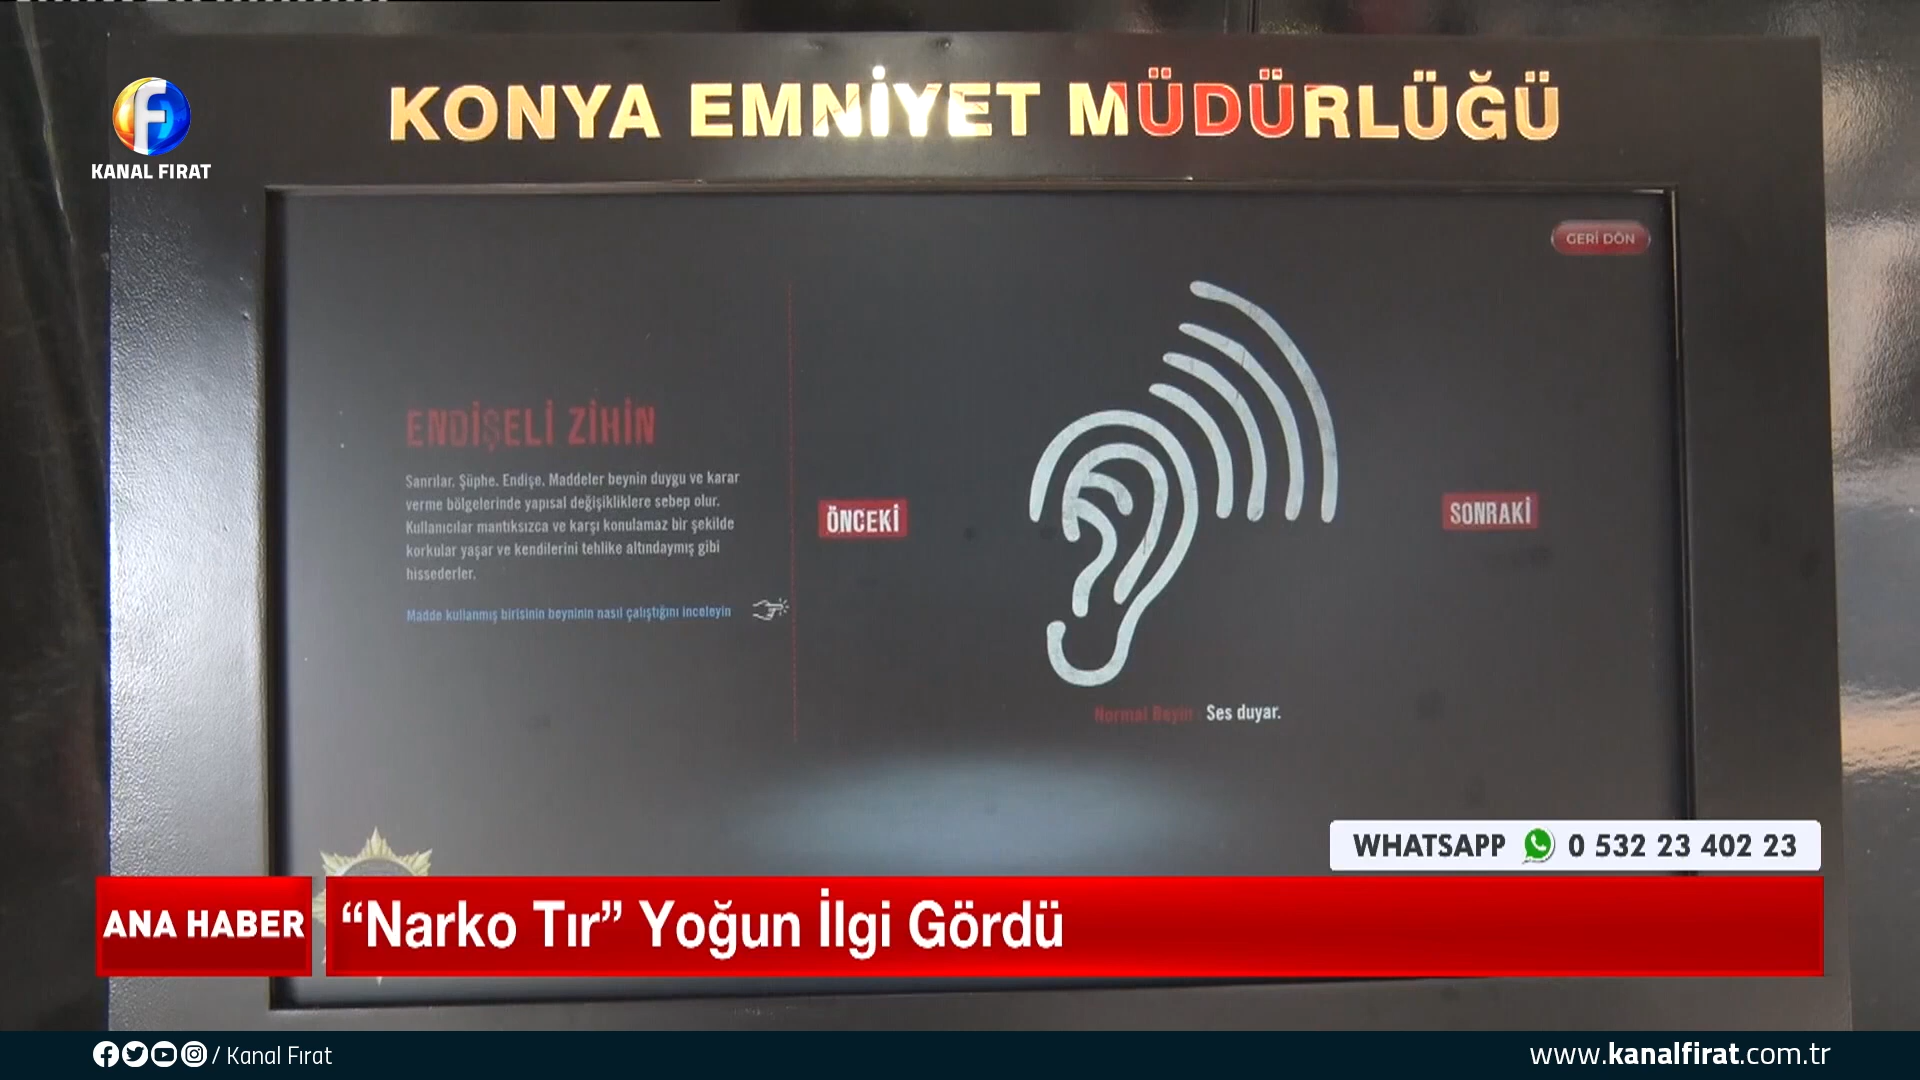 KONYA EMNİYET MÜDÜRLÜĞÜ
KANAL FIRAT
GERİ DÖN
ENDİŞELİ ZİHİN
Sanrılar. Şüphe. Endişe. Maddeler beynin duygu ve karar
verme bölgelerinde yapısal değişikliklere sebep olur.
Kullanıcılar mantıksızca ve karşı konulamaz bir şekilde
korkular yaşar ve kendilerini tehlike altındaymış gibi
hissederler.
Madde kullanmış birisinin beyninin nasıl çalıştığını inceleyin
ÖNCEKİ
SONRAKİ
Normal Beyin : Ses duyar.
WHATSAPP 0 532 23 402 23
ANA HABER
“Narko Tır” Yoğun İlgi Gördü
/ Kanal Fırat
www.kanalfirat.com.tr